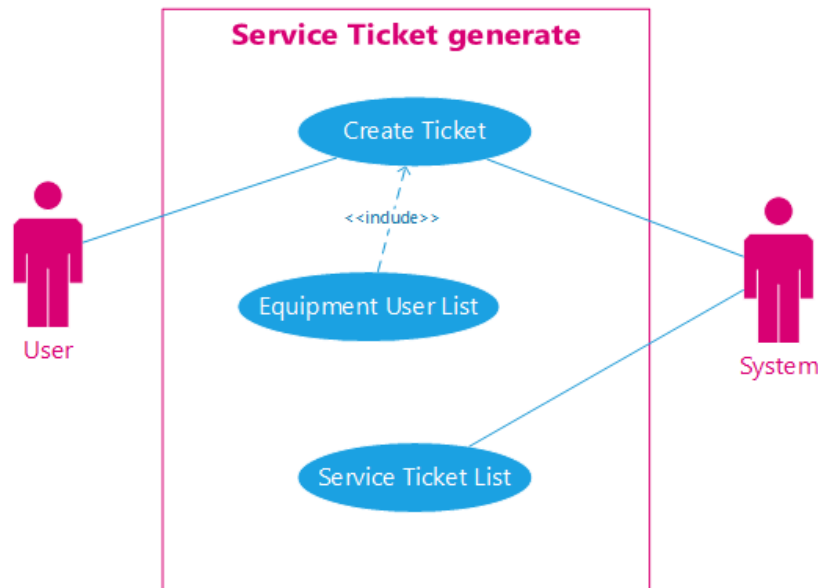 Service Ticket generate
Create Ticket
<<include>>
Equipment User List
User
System
Service Ticket List